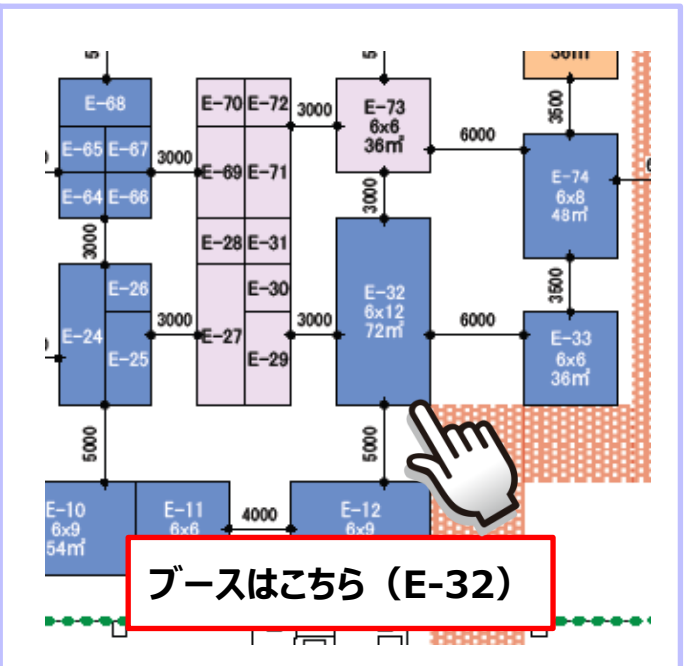 36㎡
E-68
E-70 E-72
3000
E-73
6x6
36㎡
3500
6000
E-65 E-67
3000
E-69 E-71
E-74
6x8
48㎡
E-64 E-66
3000
3000
E-28 E-31
E-26
E-30
E-32
6x12
72㎡
3500
E-24
3000
E-27
3000
6000
E-33
6x6
36㎡
E-25
E-29
5000
5000
E-10
6x9
54㎡
E-11
6x6
4000
E-12
6x9
ブースはこちら（E-32）